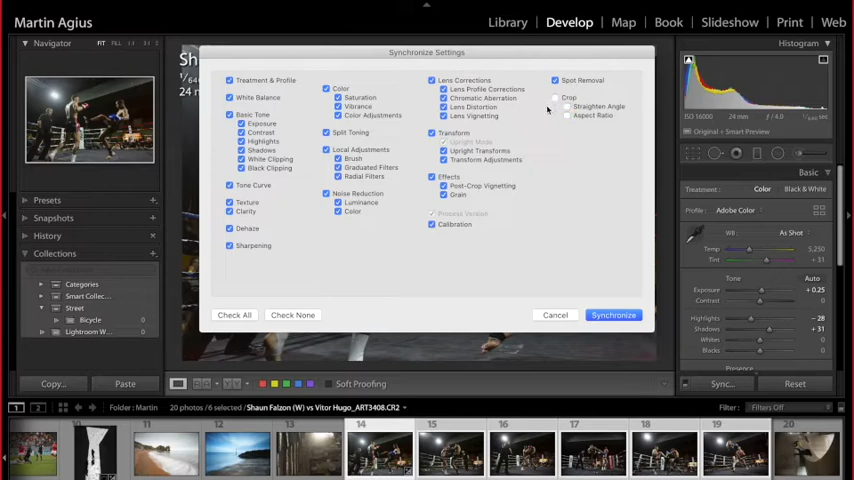 Martin Agius
Library | Develop | Map | Book | Slideshow | Print | Web
Navigator FIT FILL
Synchronize Settings
Treatment & Profile
White Balance
Basic Tone
Exposure
Contrast
Highlights
Shadows
White Clipping
Black Clipping
Tone Curve
Texture
Clarity
Dehaze
Sharpening
Color
Saturation
Vibrance
Color Adjustments
Split Toning
Local Adjustments
Brush
Graduated Filters
Radial Filters
Noise Reduction
Luminance
Color
Lens Corrections
Lens Profile Corrections
Chromatic Aberration
Lens Distortion
Lens Vignetting
Transform
Upright Mode
Upright Transforms
Transform Adjustments
Effects
Post-Crop Vignetting
Grain
Process Version
Calibration
Spot Removal
Crop
Straighten Angle
Aspect Ratio
Check All
Check None
Cancel
Synchronize
Sh
24 m
Presets
Snapshots
History
Collections
Categories
Smart Collec...
Street
Bicycle 0
Lightroom W... 0
Copy...
Paste
Histogram
ISO 16000 24 mm
Original + Smart Preview
Basic
Treatment: Color Black & White
Profile: Adobe Color
WB: As Shot
Temp 5,250
Tint + 31
Tone Auto
Exposure + 0.25
Contrast 0
Highlights − 28
Shadows + 31
Whites 0
Blacks 0
Presence
Sync...
Reset
Soft Proofing
1 2 Folder: Martin 20 photos / 6 selected / Shaun Falzon (W) vs Vitor Hugo_ART3408.CR2
Filter: Filters Off
10 11 12 13 14 15 16 17 18 19 20